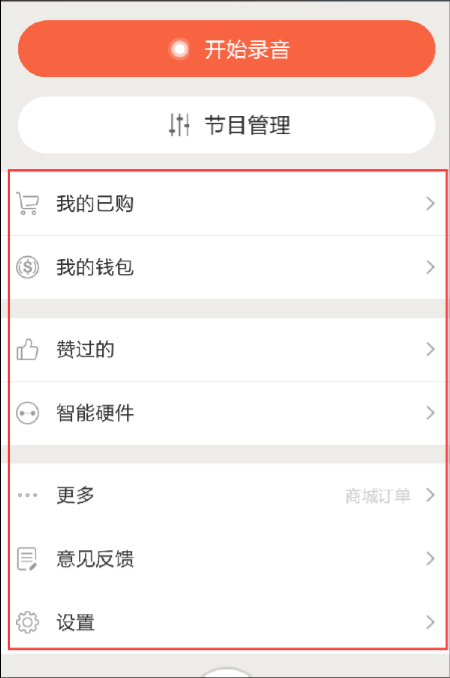 开始录音
节目管理
我的已购
我的钱包
赞过的
智能硬件
更多 商城订单
意见反馈
设置